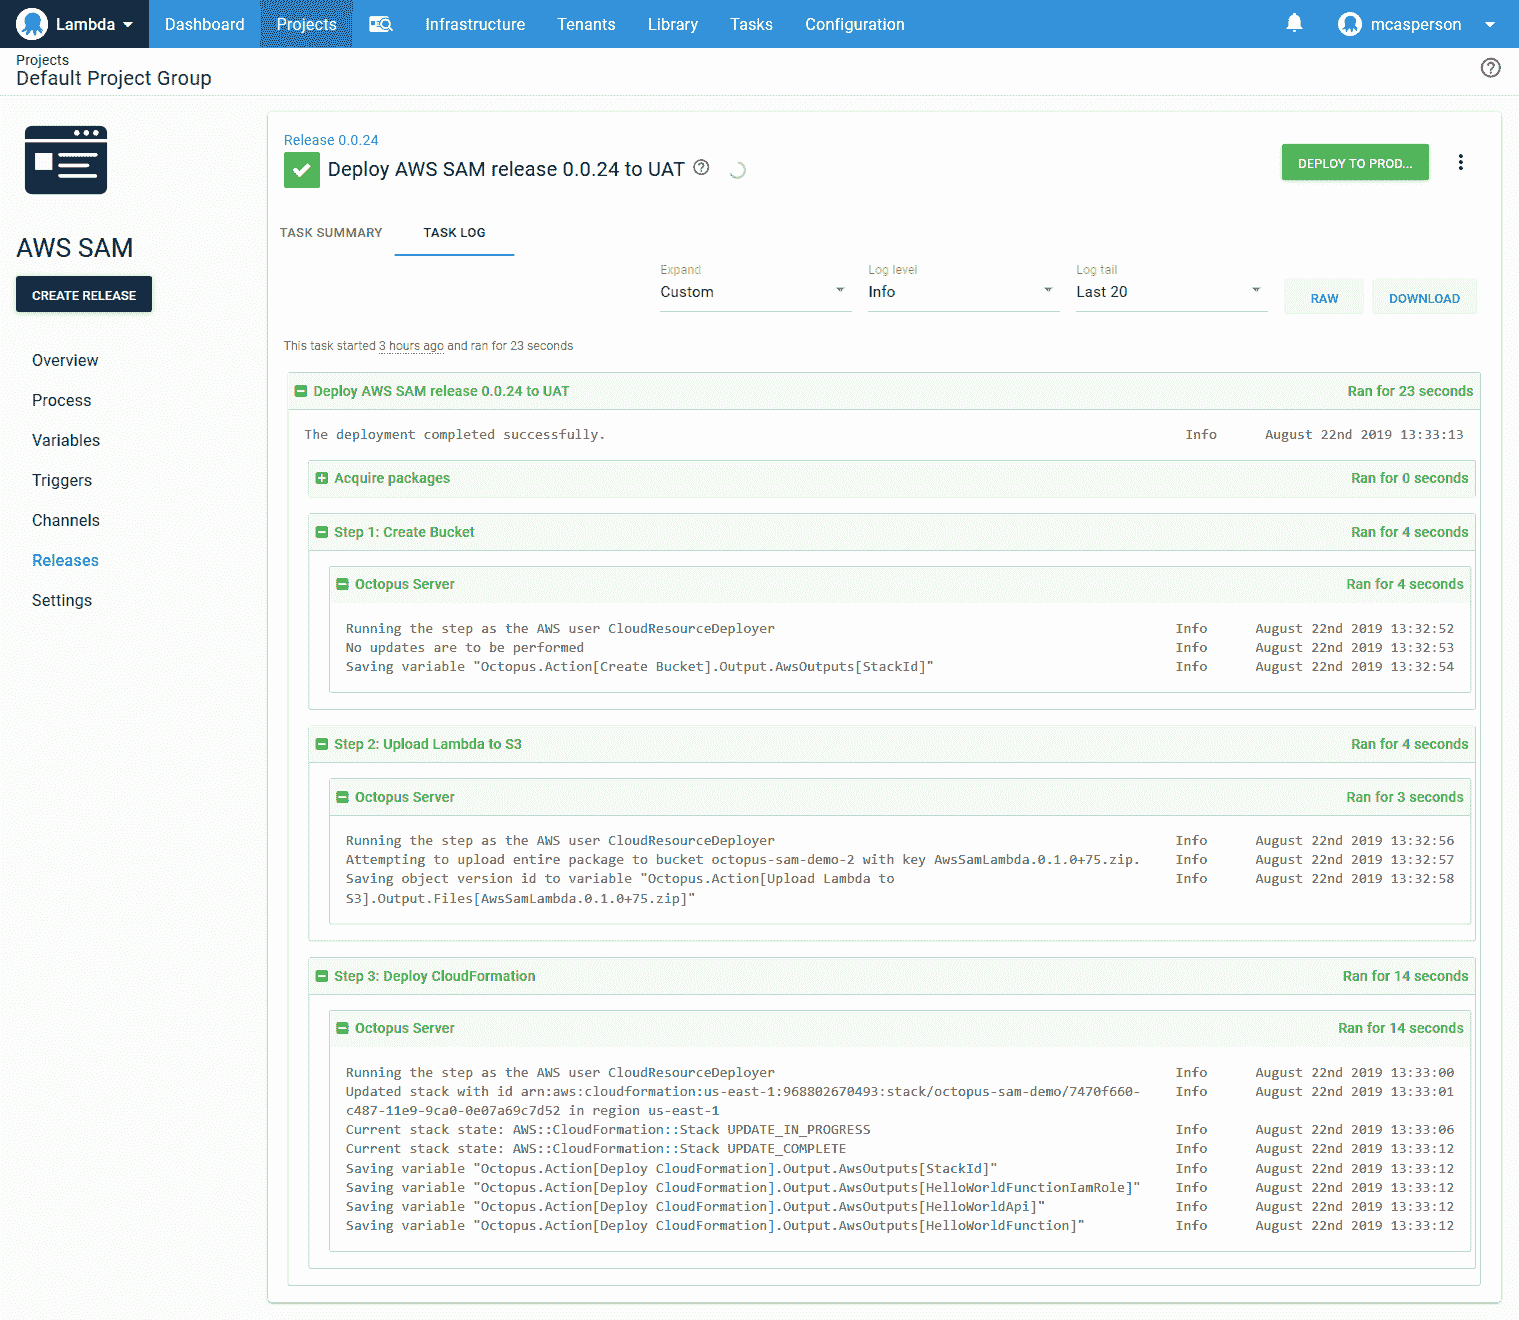 Lambda Dashboard Projects Infrastructure Tenants Library Tasks Configuration mcasperson
Projects
Default Project Group
AWS SAM
CREATE RELEASE
Overview
Process
Variables
Triggers
Channels
Releases
Settings
Release 0.0.24
Deploy AWS SAM release 0.0.24 to UAT
DEPLOY TO PROD...
TASK SUMMARY TASK LOG
Expand Log level Log tail
Custom Info Last 20 RAW DOWNLOAD
This task started 3 hours ago and ran for 23 seconds
Deploy AWS SAM release 0.0.24 to UAT Ran for 23 seconds
The deployment completed successfully. Info August 22nd 2019 13:33:13
Acquire packages Ran for 0 seconds
Step 1: Create Bucket Ran for 4 seconds
Octopus Server Ran for 4 seconds
Running the step as the AWS user CloudResourceDeployer Info August 22nd 2019 13:32:52
No updates are to be performed Info August 22nd 2019 13:32:53
Saving variable "Octopus.Action[Create Bucket].Output.AwsOutputs[StackId]" Info August 22nd 2019 13:32:54
Step 2: Upload Lambda to S3 Ran for 4 seconds
Octopus Server Ran for 3 seconds
Running the step as the AWS user CloudResourceDeployer Info August 22nd 2019 13:32:56
Attempting to upload entire package to bucket octopus-sam-demo-2 with key AwsSamLambda.0.1.0+75.zip. Info August 22nd 2019 13:32:57
Saving object version id to variable "Octopus.Action[Upload Lambda to Info August 22nd 2019 13:32:58
S3].Output.Files[AwsSamLambda.0.1.0+75.zip]"
Step 3: Deploy CloudFormation Ran for 14 seconds
Octopus Server Ran for 14 seconds
Running the step as the AWS user CloudResourceDeployer Info August 22nd 2019 13:33:00
Updated stack with id arn:aws:cloudformation:us-east-1:968802670493:stack/octopus-sam-demo/7470f660- Info August 22nd 2019 13:33:01
c487-11e9-9ca0-0e07a69c7d52 in region us-east-1
Current stack state: AWS::CloudFormation::Stack UPDATE_IN_PROGRESS Info August 22nd 2019 13:33:06
Current stack state: AWS::CloudFormation::Stack UPDATE_COMPLETE Info August 22nd 2019 13:33:12
Saving variable "Octopus.Action[Deploy CloudFormation].Output.AwsOutputs[StackId]" Info August 22nd 2019 13:33:12
Saving variable "Octopus.Action[Deploy CloudFormation].Output.AwsOutputs[HelloWorldFunctionIamRole]" Info August 22nd 2019 13:33:12
Saving variable "Octopus.Action[Deploy CloudFormation].Output.AwsOutputs[HelloWorldApi]" Info August 22nd 2019 13:33:12
Saving variable "Octopus.Action[Deploy CloudFormation].Output.AwsOutputs[HelloWorldFunction]" Info August 22nd 2019 13:33:12